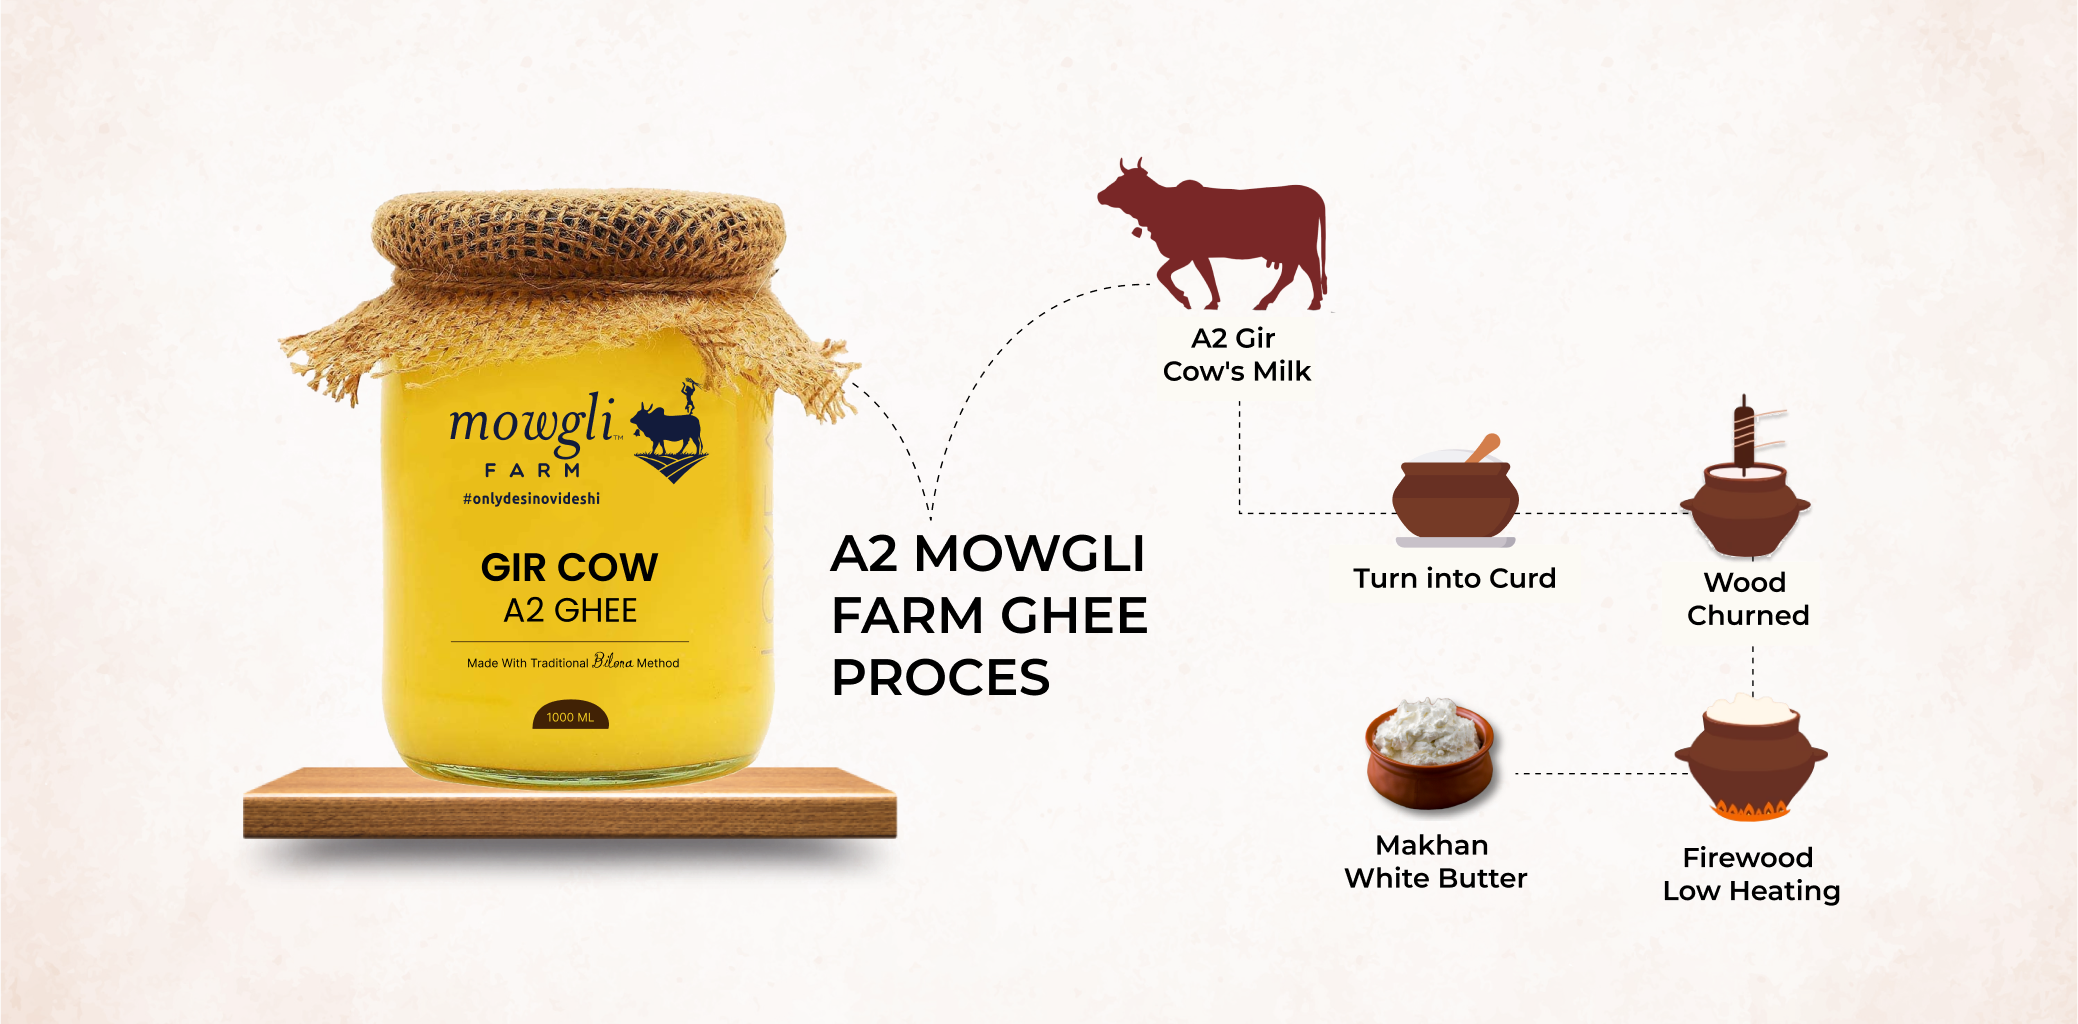 mowgli™
FARM
#onlydesinovideshi
GIR COW
A2 GHEE
Made With Traditional Bilona Method
1000 ML
A2 MOWGLI
FARM GHEE
PROCES
A2 Gir
Cow's Milk
Turn into Curd
Wood
Churned
Makhan
White Butter
Firewood
Low Heating